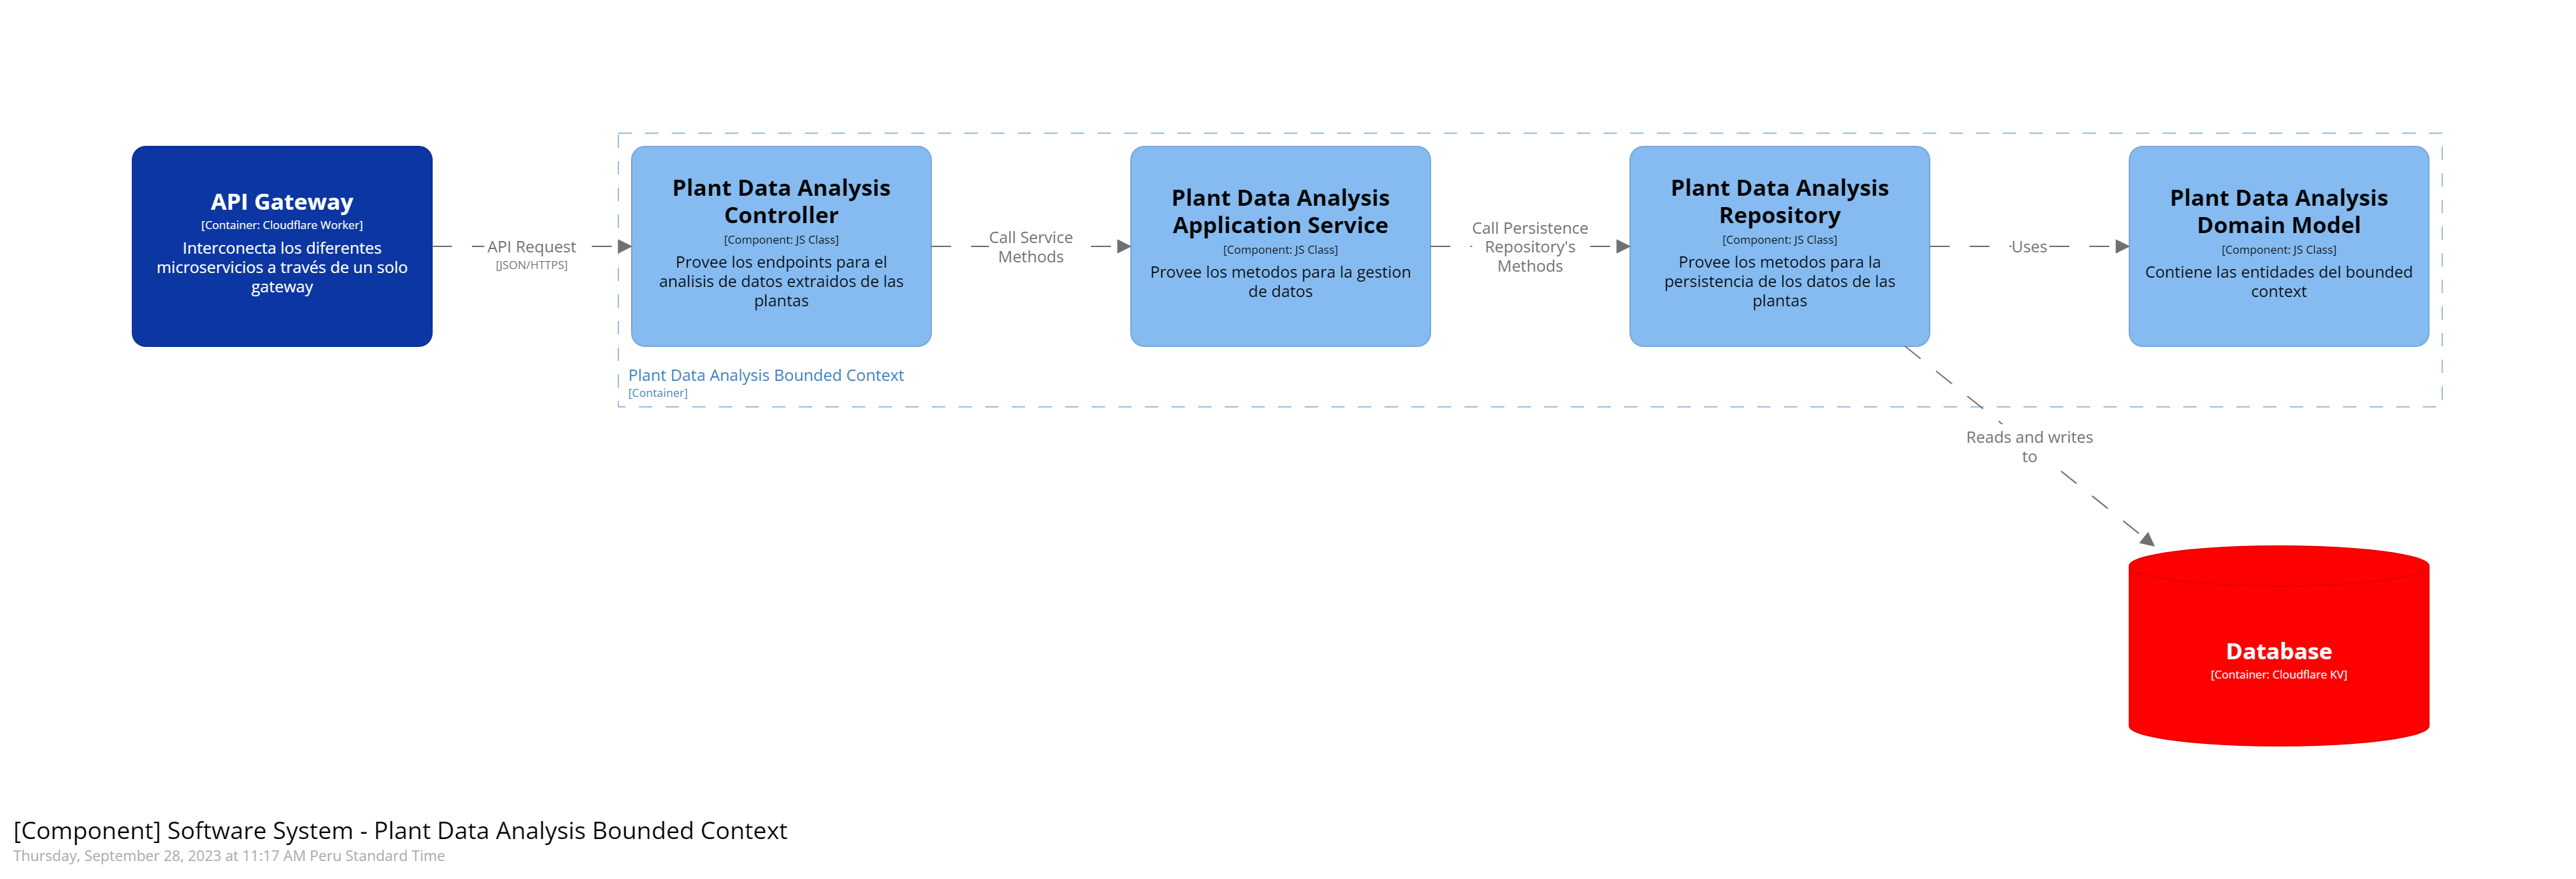 API Gateway
[Container: Cloudflare Worker]
Interconecta los diferentes
microservicios a través de un solo
gateway
API Request
[JSON/HTTPS]
Plant Data Analysis
Controller
[Component: JS Class]
Provee los endpoints para el
analisis de datos extraidos de las
plantas
Call Service
Methods
Plant Data Analysis
Application Service
[Component: JS Class]
Provee los metodos para la gestion
de datos
Call Persistence
Repository's
Methods
Plant Data Analysis
Repository
[Component: JS Class]
Provee los metodos para la
persistencia de los datos de las
plantas
Uses
Plant Data Analysis
Domain Model
[Component: JS Class]
Contiene las entidades del bounded
context
Plant Data Analysis Bounded Context
[Container]
Reads and writes
to
Database
[Container: Cloudflare KV]
[Component] Software System - Plant Data Analysis Bounded Context
Thursday, September 28, 2023 at 11:17 AM Peru Standard Time